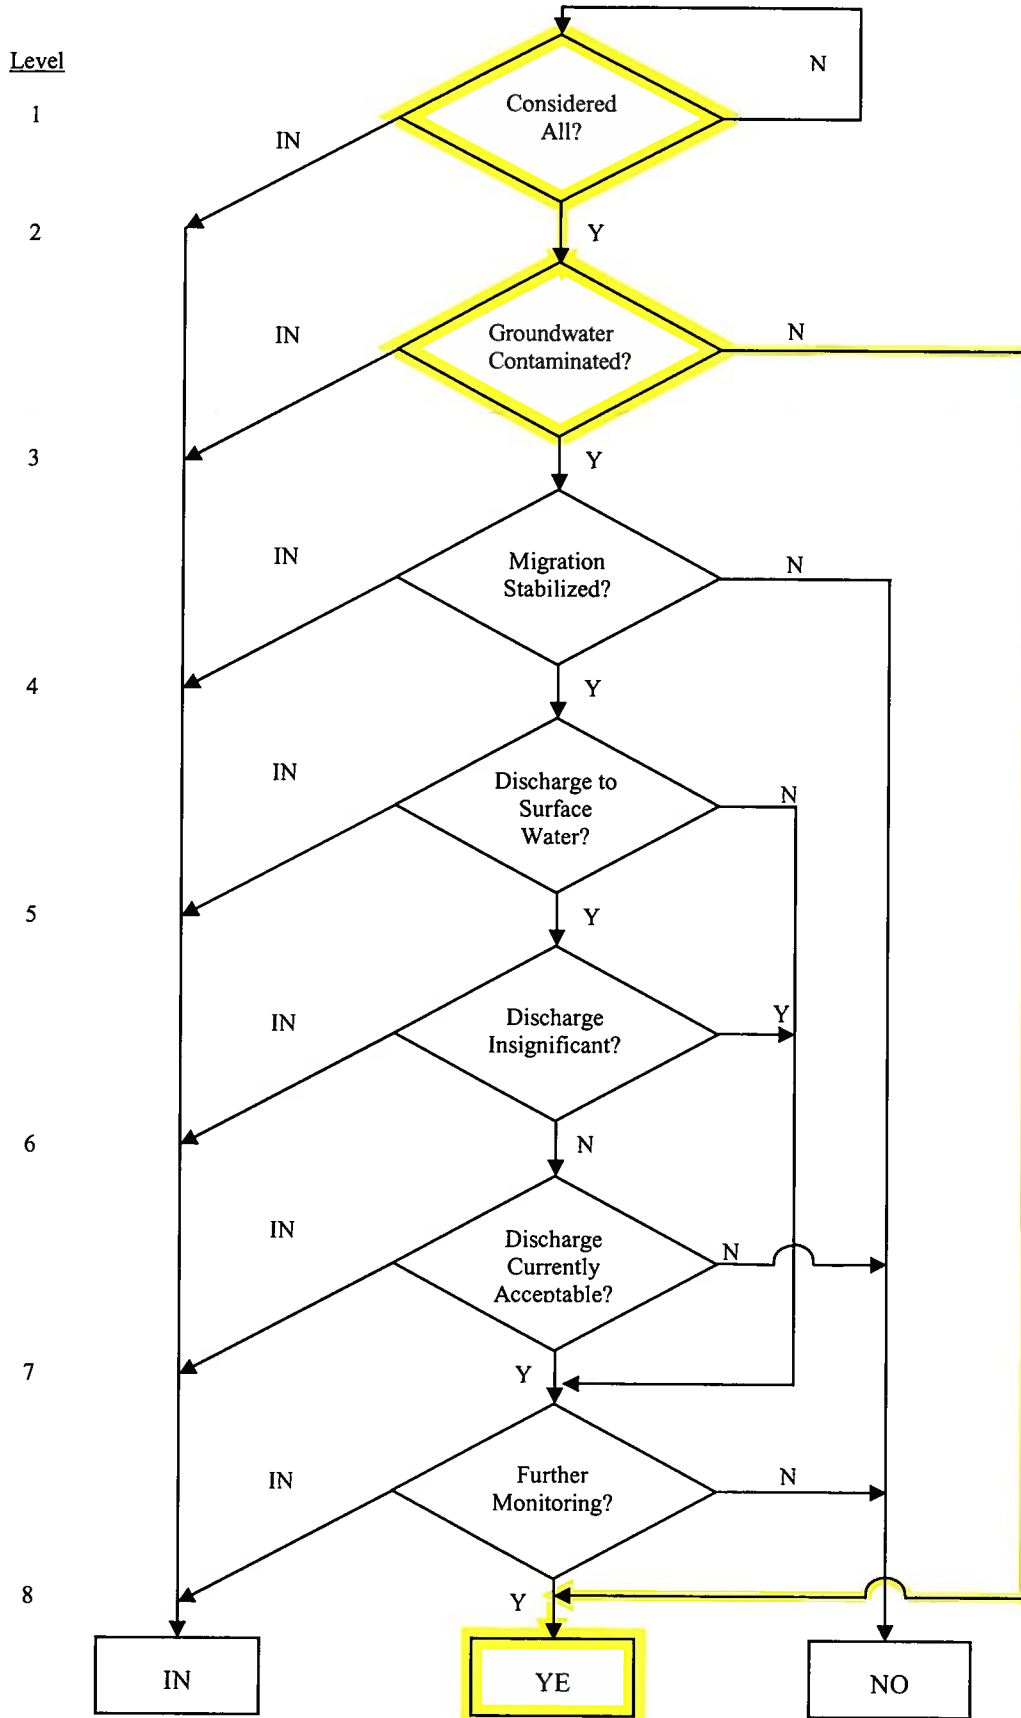 Level
N
1
Considered
All?
IN
2
Y
IN
Groundwater
Contaminated?
N
3
Y
IN
Migration
Stabilized?
N
4
Y
IN
Discharge to
Surface
Water?
N
5
Y
IN
Discharge
Insignificant?
Y
6
N
IN
Discharge
Currently
Acceptable?
N
7
Y
IN
Further
Monitoring?
N
8
Y
IN
YE
NO